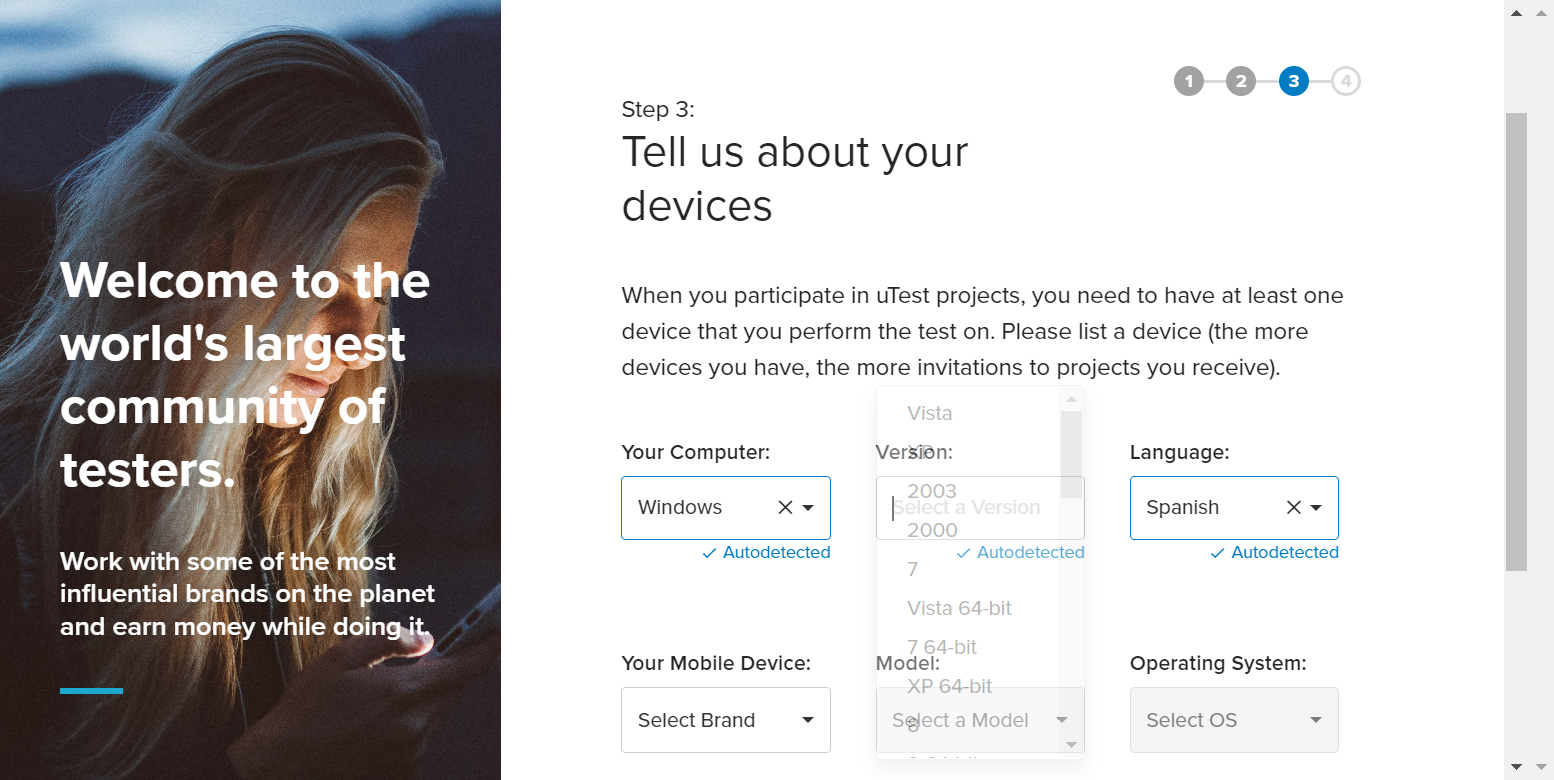 1 2 3 4
Step 3:
Tell us about your
devices
Welcome to the
world's largest
community of
testers.
Work with some of the most
influential brands on the planet
and earn money while doing it.
When you participate in uTest projects, you need to have at least one
device that you perform the test on. Please list a device (the more
devices you have, the more invitations to projects you receive).
Your Computer:
Windows
Autodetected
Version:
Select a Version
Autodetected
Language:
Spanish
Autodetected
Vista
XP
2003
2000
7
Vista 64-bit
7 64-bit
XP 64-bit
8
Your Mobile Device:
Select Brand
Model:
Select a Model
Operating System:
Select OS